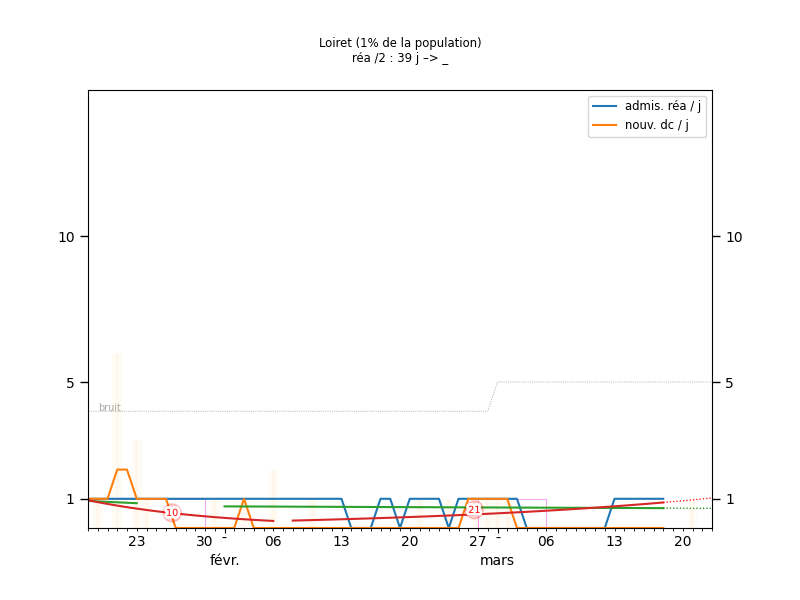 Loiret (1% de la population)
réa /2 : 39 j –> _
admis. réa / j
nouv. dc / j
10 10
5 5
bruit
1 1
-10
21
23 30 - 06 13 20 27 - 06 13 20
févr. mars